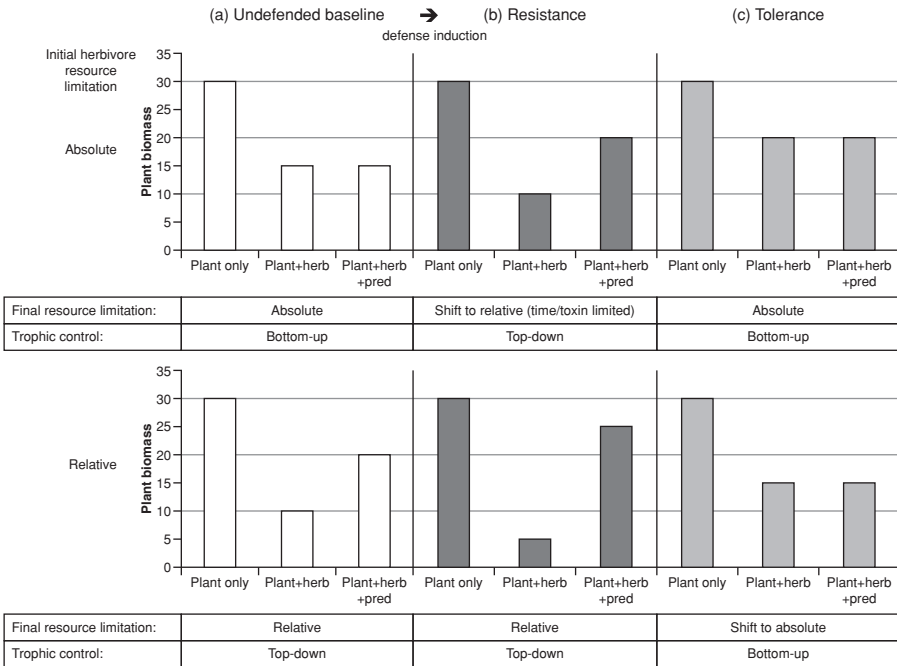 (a) Undefended baseline ➔ (b) Resistance (c) Tolerance
defense induction
Initial herbivore
resource
limitation
Absolute
Plant biomass
35
30
25
20
15
10
5
0
Plant only Plant+herb Plant+herb
+pred
Plant only Plant+herb Plant+herb
+pred
Plant only Plant+herb Plant+herb
+pred
Final resource limitation: Absolute Shift to relative (time/toxin limited) Absolute
Trophic control: Bottom-up Top-down Bottom-up
Relative
Plant biomass
35
30
25
20
15
10
5
0
Plant only Plant+herb Plant+herb
+pred
Plant only Plant+herb Plant+herb
+pred
Plant only Plant+herb Plant+herb
+pred
Final resource limitation: Relative Relative Shift to absolute
Trophic control: Top-down Top-down Bottom-up